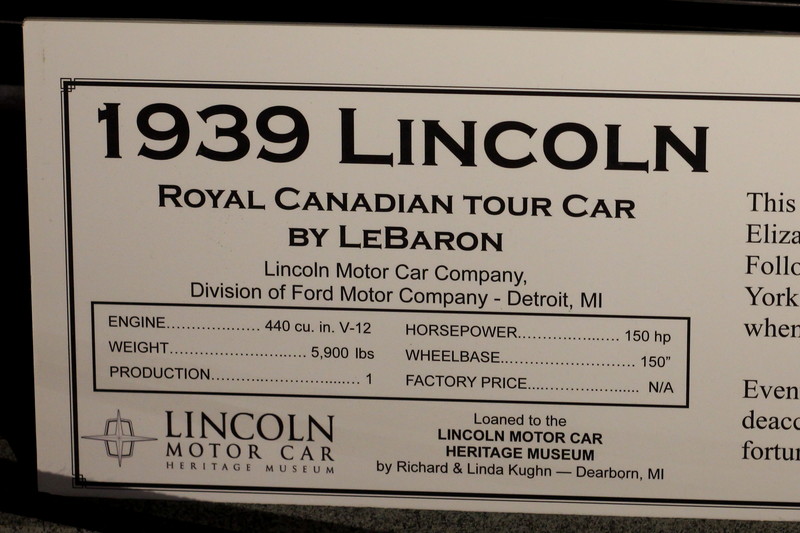 1939 LINCOLN
ROYAL CANADIAN TOUR CAR
BY LEBARON
Lincoln Motor Car Company,
Division of Ford Motor Company - Detroit, MI
ENGINE..................... 440 cu. in. V-12
WEIGHT................................ 5,900 lbs
PRODUCTION................................. 1
HORSEPOWER....................... 150 hp
WHEELBASE............................. 150"
FACTORY PRICE........................ N/A
LINCOLN
MOTOR CAR
HERITAGE MUSEUM
Loaned to the
LINCOLN MOTOR CAR
HERITAGE MUSEUM
by Richard & Linda Kughn — Dearborn, MI
This
Eliza
Follo
York
when
Even
deacc
fortun